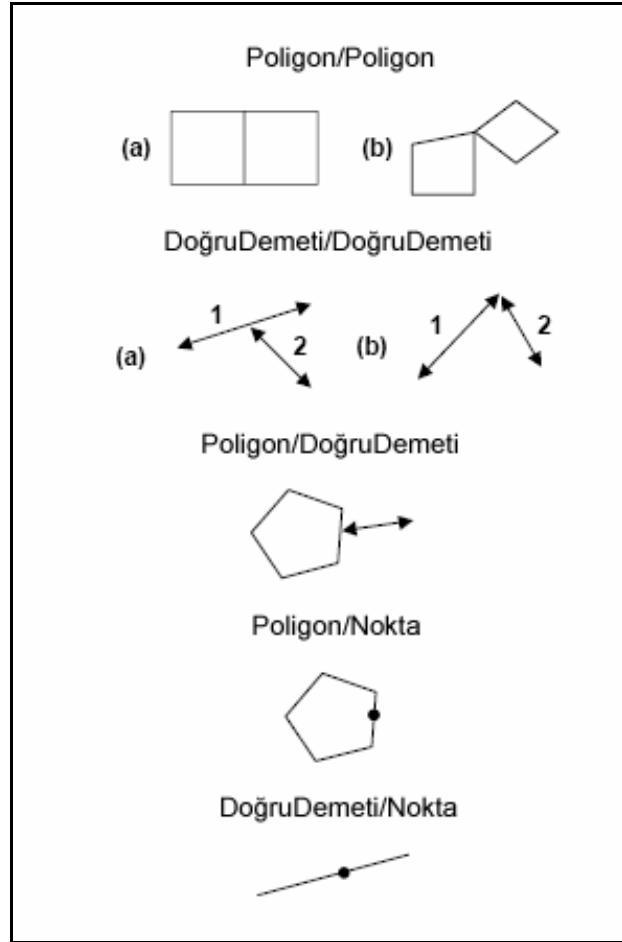 Poligon/Poligon
(a) (b)
DoğruDemeti/DoğruDemeti
(a) 1 2 (b) 1 2
Poligon/DoğruDemeti
Poligon/Nokta
DoğruDemeti/Nokta